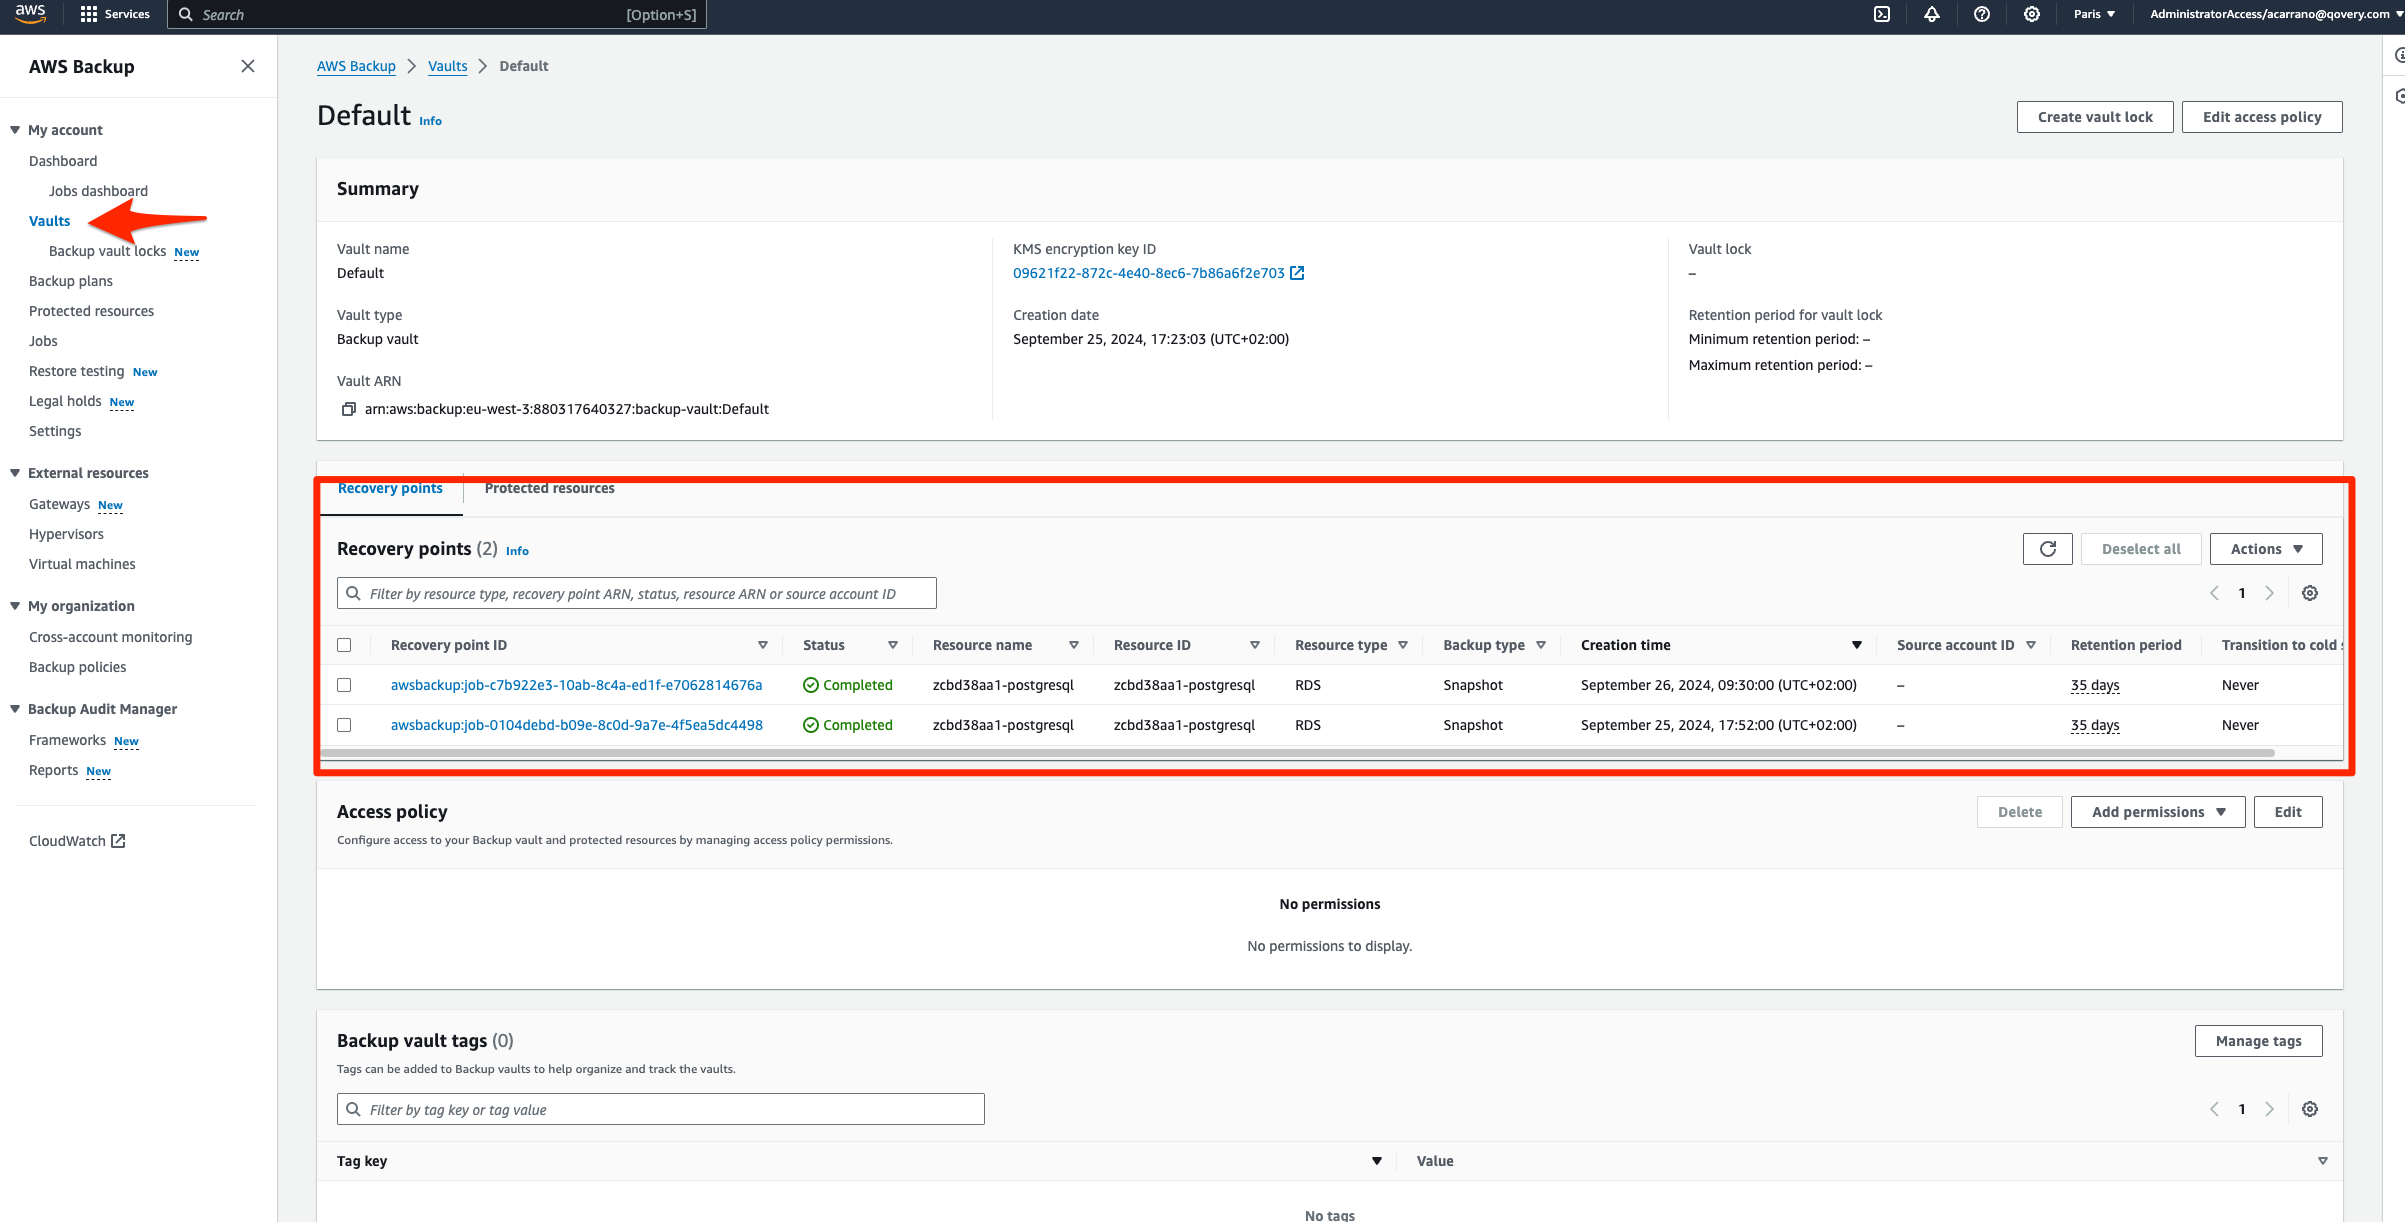 aws Services Search [Option+S] Paris AdministratorAccess/acarrano@qovery.com
AWS Backup
My account
Dashboard
Jobs dashboard
Vaults
Backup vault locks New
Backup plans
Protected resources
Jobs
Restore testing New
Legal holds New
Settings
External resources
Gateways New
Hypervisors
Virtual machines
My organization
Cross-account monitoring
Backup policies
Backup Audit Manager
Frameworks New
Reports New
CloudWatch
AWS Backup > Vaults > Default
Default Info
Create vault lock Edit access policy
Summary
Vault name
Default
Vault type
Backup vault
Vault ARN
arn:aws:backup:eu-west-3:880317640327:backup-vault:Default
KMS encryption key ID
09621f22-872c-4e40-8ec6-7b86a6f2e703
Creation date
September 25, 2024, 17:23:03 (UTC+02:00)
Vault lock
–
Retention period for vault lock
Minimum retention period: –
Maximum retention period: –
Recovery points Protected resources
Recovery points (2) Info
Deselect all Actions
Filter by resource type, recovery point ARN, status, resource ARN or source account ID
1
Recovery point ID Status Resource name Resource ID Resource type Backup type Creation time Source account ID Retention period Transition to cold s
awsbackup:job-c7b922e3-10ab-8c4a-ed1f-e7062814676a Completed zcbd38aa1-postgresql zcbd38aa1-postgresql RDS Snapshot September 26, 2024, 09:30:00 (UTC+02:00) – 35 days Never
awsbackup:job-0104debd-b09e-8c0d-9a7e-4f5ea5dc4498 Completed zcbd38aa1-postgresql zcbd38aa1-postgresql RDS Snapshot September 25, 2024, 17:52:00 (UTC+02:00) – 35 days Never
Access policy
Configure access to your Backup vault and protected resources by managing access policy permissions.
Delete Add permissions Edit
No permissions
No permissions to display.
Backup vault tags (0)
Tags can be added to Backup vaults to help organize and track the vaults.
Manage tags
Filter by tag key or tag value
1
Tag key Value
No tags